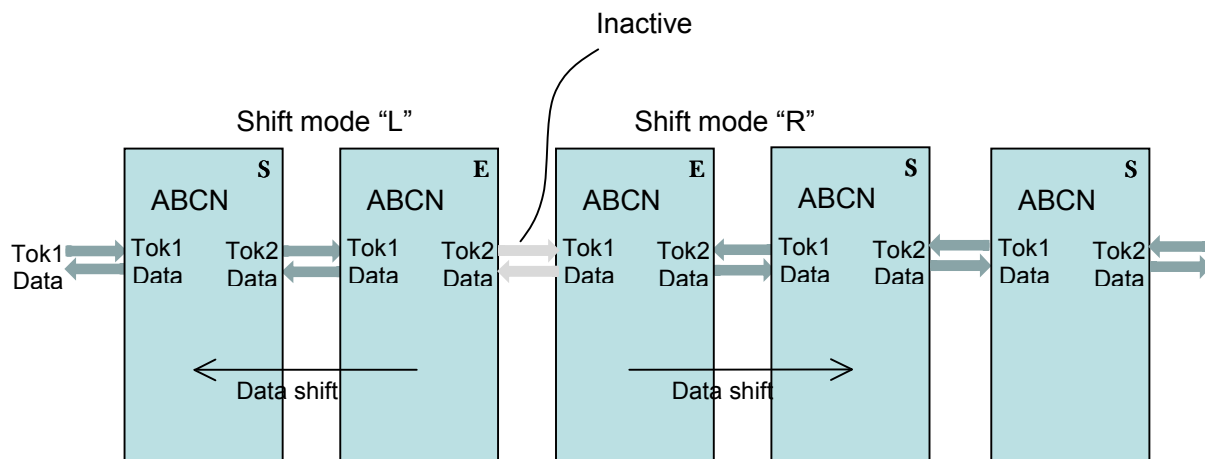 Inactive
Shift mode “L”
Shift mode “R”
S
E
E
S
S
ABCN
ABCN
ABCN
ABCN
ABCN
Tok1
Data
Tok1
Data
Tok2
Data
Tok1
Data
Tok2
Data
Tok1
Data
Tok2
Data
Tok1
Data
Tok2
Data
Tok1
Data
Tok2
Data
Data shift
Data shift